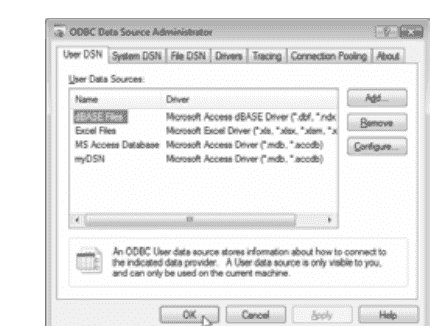 ODBC Data Source Administrator
User DSN System DSN File DSN Drivers Tracing Connection Pooling About
User Data Sources:
Name Driver
dBASE Files Microsoft Access dBASE Driver (*.dbf, *.ndx
Excel Files Microsoft Excel Driver (*.xls, *.xlsx, *.xlsm, *.x
MS Access Database Microsoft Access Driver (*.mdb, *.accdb)
myDSN Microsoft Access Driver (*.mdb, *.accdb)
Add...
Remove
Configure...
An ODBC User data source stores information about how to connect to
the indicated data provider. A User data source is only visible to you,
and can only be used on the current machine.
OK Cancel Apply Help